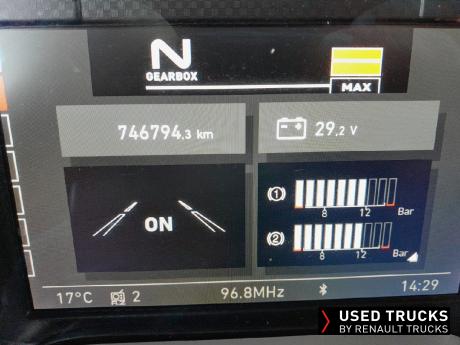 N
GEARBOX
MAX
746794.3 km
29.2 V
ON
(1)
8 12 Bar
(2)
8 12 Bar
17°C 2 96.8MHz 14:29
USED TRUCKS
BY RENAULT TRUCKS